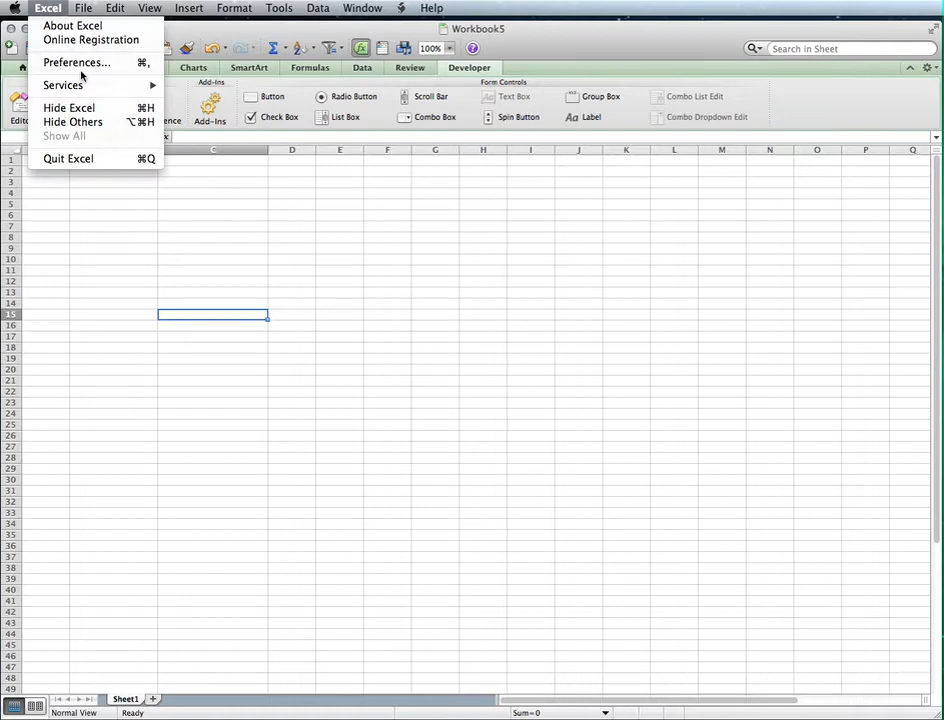 Excel File Edit View Insert Format Tools Data Window Help
About Excel
Online Registration
Preferences... ⌘,
Services
Hide Excel ⌘H
Hide Others ⌥⌘H
Show All
Quit Excel ⌘Q
Workbook5
100%
Search in Sheet
Charts SmartArt Formulas Data Review Developer
Add-Ins Form Controls
Button Radio Button Scroll Bar Text Box Group Box Combo List Edit
Add-Ins Check Box List Box Combo Box Spin Button Aa Label Combo Dropdown Edit
C D E F G H I J K L M N O P Q
1
2
3
4
5
6
7
8
9
10
11
12
13
14
15
16
17
18
19
20
21
22
23
24
25
26
27
28
29
30
31
32
33
34
35
36
37
38
39
40
41
42
43
44
45
46
47
48
49
Sheet1
Normal View Ready Sum=0